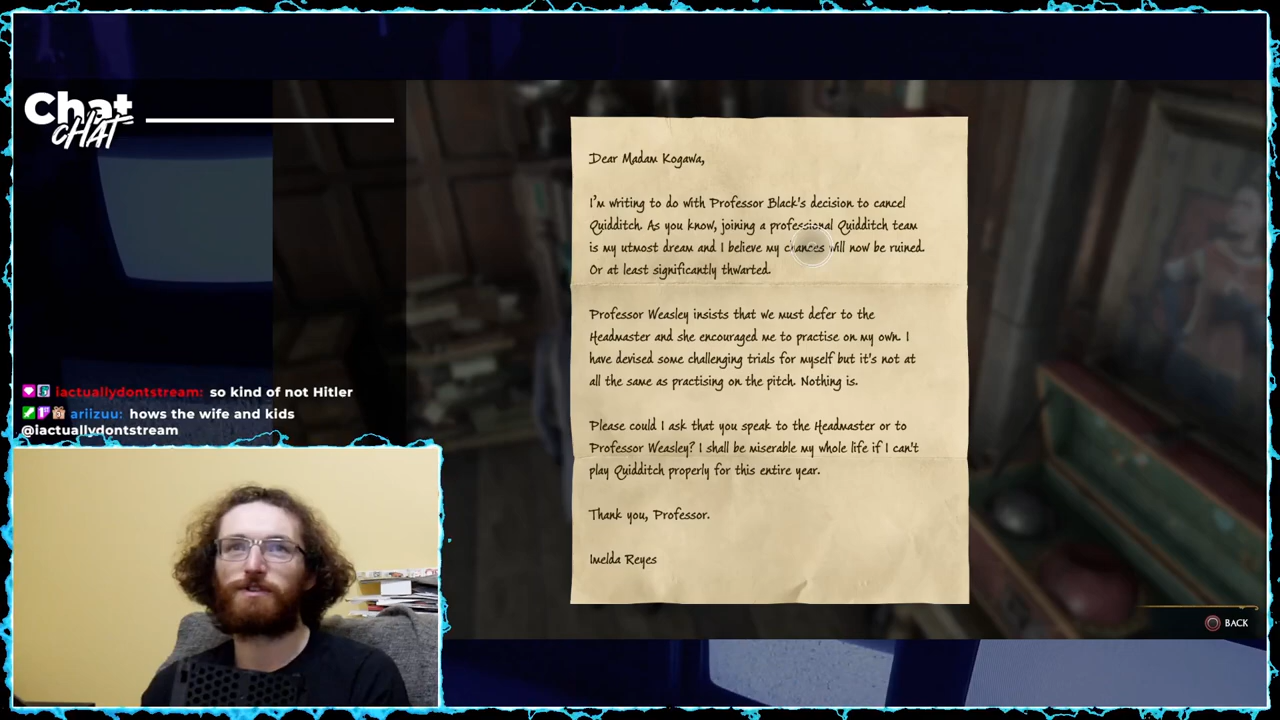 Chat
CHAT
iactuallydontstream: so kind of not Hitler
ariizuu: hows the wife and kids
@iactuallydontstream
Dear Madam Kogawa,
I'm writing to do with Professor Black's decision to cancel
Quidditch. As you know, joining a professional Quidditch team
is my utmost dream and I believe my chances will now be ruined.
Or at least significantly thwarted.
Professor Weasley insists that we must defer to the
Headmaster and she encouraged me to practise on my own. I
have devised some challenging trials for myself but it's not at
all the same as practising on the pitch. Nothing is.
Please could I ask that you speak to the Headmaster or to
Professor Weasley? I shall be miserable my whole life if I can't
play Quidditch properly for this entire year.
Thank you, Professor.
Imelda Reyes
BACK